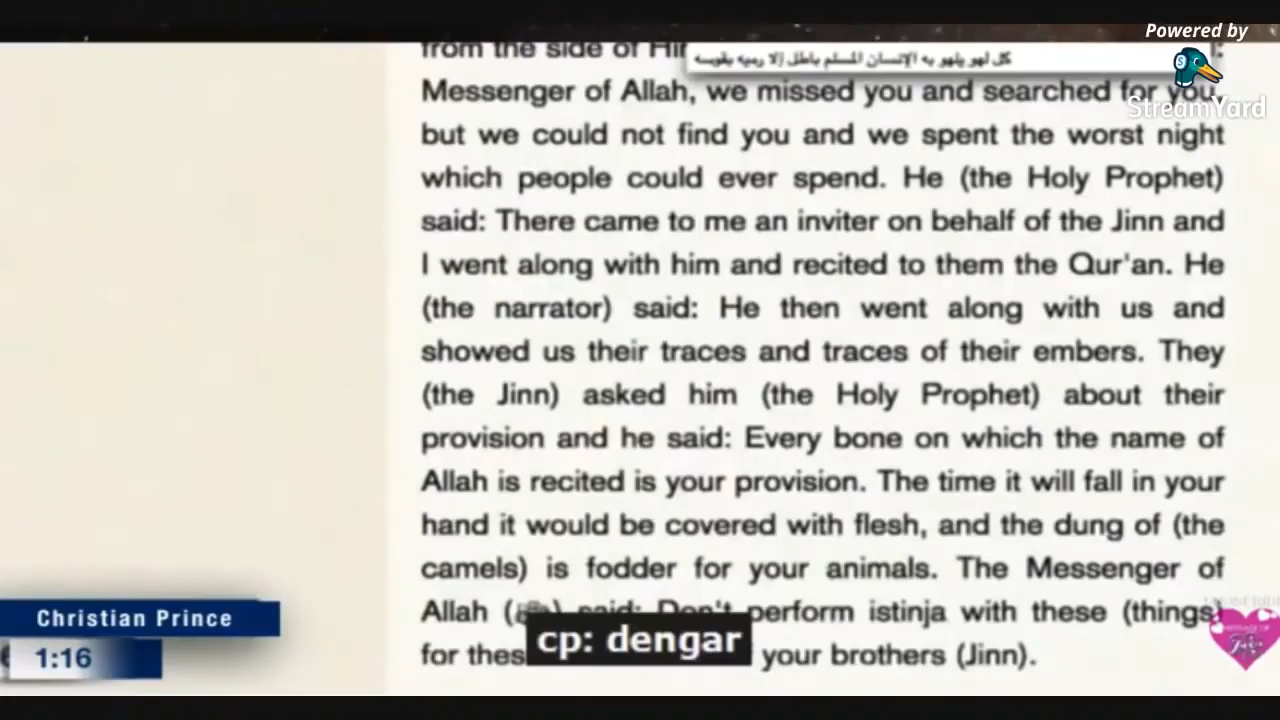 Powered by
StreamYard
from the side of
كل لهو يلهو به الإنسان المسلم باطل إلا رميه بقوسه
Messenger of Allah, we missed you and searched for you,
but we could not find you and we spent the worst night
which people could ever spend. He (the Holy Prophet)
said: There came to me an inviter on behalf of the Jinn and
I went along with him and recited to them the Qur'an. He
(the narrator) said: He then went along with us and
showed us their traces and traces of their embers. They
(the Jinn) asked him (the Holy Prophet) about their
provision and he said: Every bone on which the name of
Allah is recited is your provision. The time it will fall in your
hand it would be covered with flesh, and the dung of (the
camels) is fodder for your animals. The Messenger of
Allah (ﷺ) said: Don't perform istinja with these (things)
for your brothers (Jinn).
cp: dengar
Christian Prince
1:16